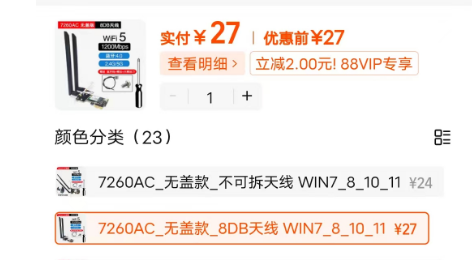 7260AC 无盖款 8DB天线
WiFi 5
1200Mbps
蓝牙4.0
2.4G/5G
实付￥27 | 优惠前¥27
查看明细 >
立减2.00元! 88VIP专享
− 1 +
颜色分类（23）
7260AC_无盖款_不可拆天线 WIN7_8_10_11 ¥24
7260AC_无盖款_8DB天线 WIN7_8_10_11 ¥27